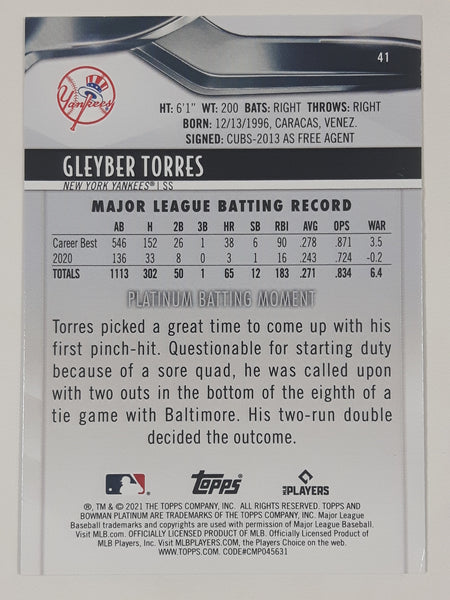 41
Yankees
HT: 6'1" WT: 200 BATS: RIGHT THROWS: RIGHT
BORN: 12/13/1996, CARACAS, VENEZ.
SIGNED: CUBS-2013 AS FREE AGENT
GLEYBER TORRES
NEW YORK YANKEES® | SS
MAJOR LEAGUE BATTING RECORD
AB H 2B 3B HR SB RBI AVG OPS WAR
Career Best 546 152 26 1 38 6 90 .278 .871 3.5
2020 136 33 8 0 3 1 16 .243 .724 -0.2
TOTALS 1113 302 50 1 65 12 183 .271 .834 6.4
PLATINUM BATTING MOMENT
Torres picked a great time to come up with his
first pinch-hit. Questionable for starting duty
because of a sore quad, he was called upon
with two outs in the bottom of the eighth of a
tie game with Baltimore. His two-run double
decided the outcome.
Topps
MLB PLAYERS
®, TM & © 2021 THE TOPPS COMPANY, INC. ALL RIGHTS RESERVED. TOPPS AND
BOWMAN PLATINUM ARE TRADEMARKS OF THE TOPPS COMPANY, INC. Major League
Baseball trademarks and copyrights are used with permission of Major League Baseball.
Visit MLB.com. OFFICIALLY LICENSED PRODUCT OF MLB. Officially Licensed Product of
MLB Players, Inc. Visit MLBPLAYERS.com, the Players Choice on the web.
WWW.TOPPS.COM. CODE#CMP045631